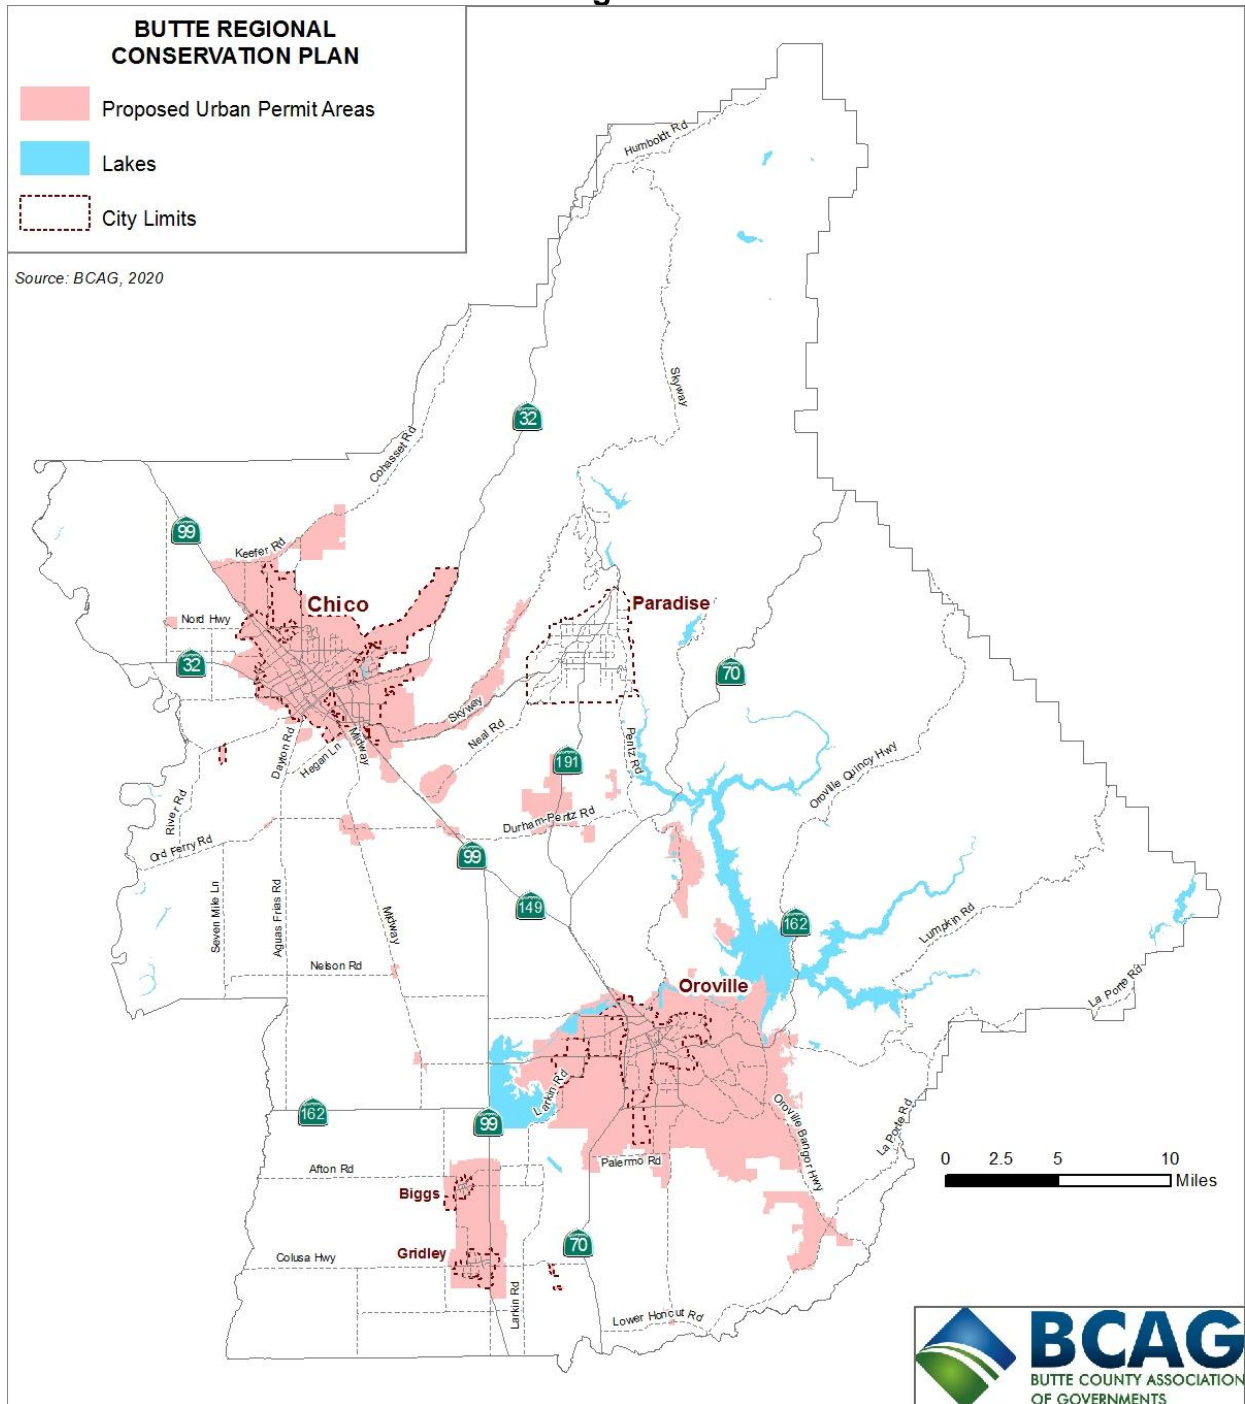 BUTTE REGIONAL
CONSERVATION PLAN
Proposed Urban Permit Areas
Lakes
City Limits
Source: BCAG, 2020
Humboldt Rd
Skyway
32
Cohasset Rd
99
Keefer Rd
Chico
Paradise
Nord Hwy
32
70
Skyway
Neal Rd
Pentz Rd
Midway
Dayton Rd
Hegan Ln
191
Oroville Quincy Hwy
River Rd
Durham-Pentz Rd
Ord Ferry Rd
99
Seven Mile Ln
Aguas Frias Rd
Midway
149
162
Lumpkin Rd
Nelson Rd
Oroville
La Porte Rd
Larkin Rd
162
99
Oroville Bangor Hwy
La Porte Rd
Palermo Rd
Afton Rd
Biggs
0 2.5 5 10
Miles
Gridley
Colusa Hwy
70
Larkin Rd
Lower Honcut Rd
BCAG
BUTTE COUNTY ASSOCIATION
OF GOVERNMENTS